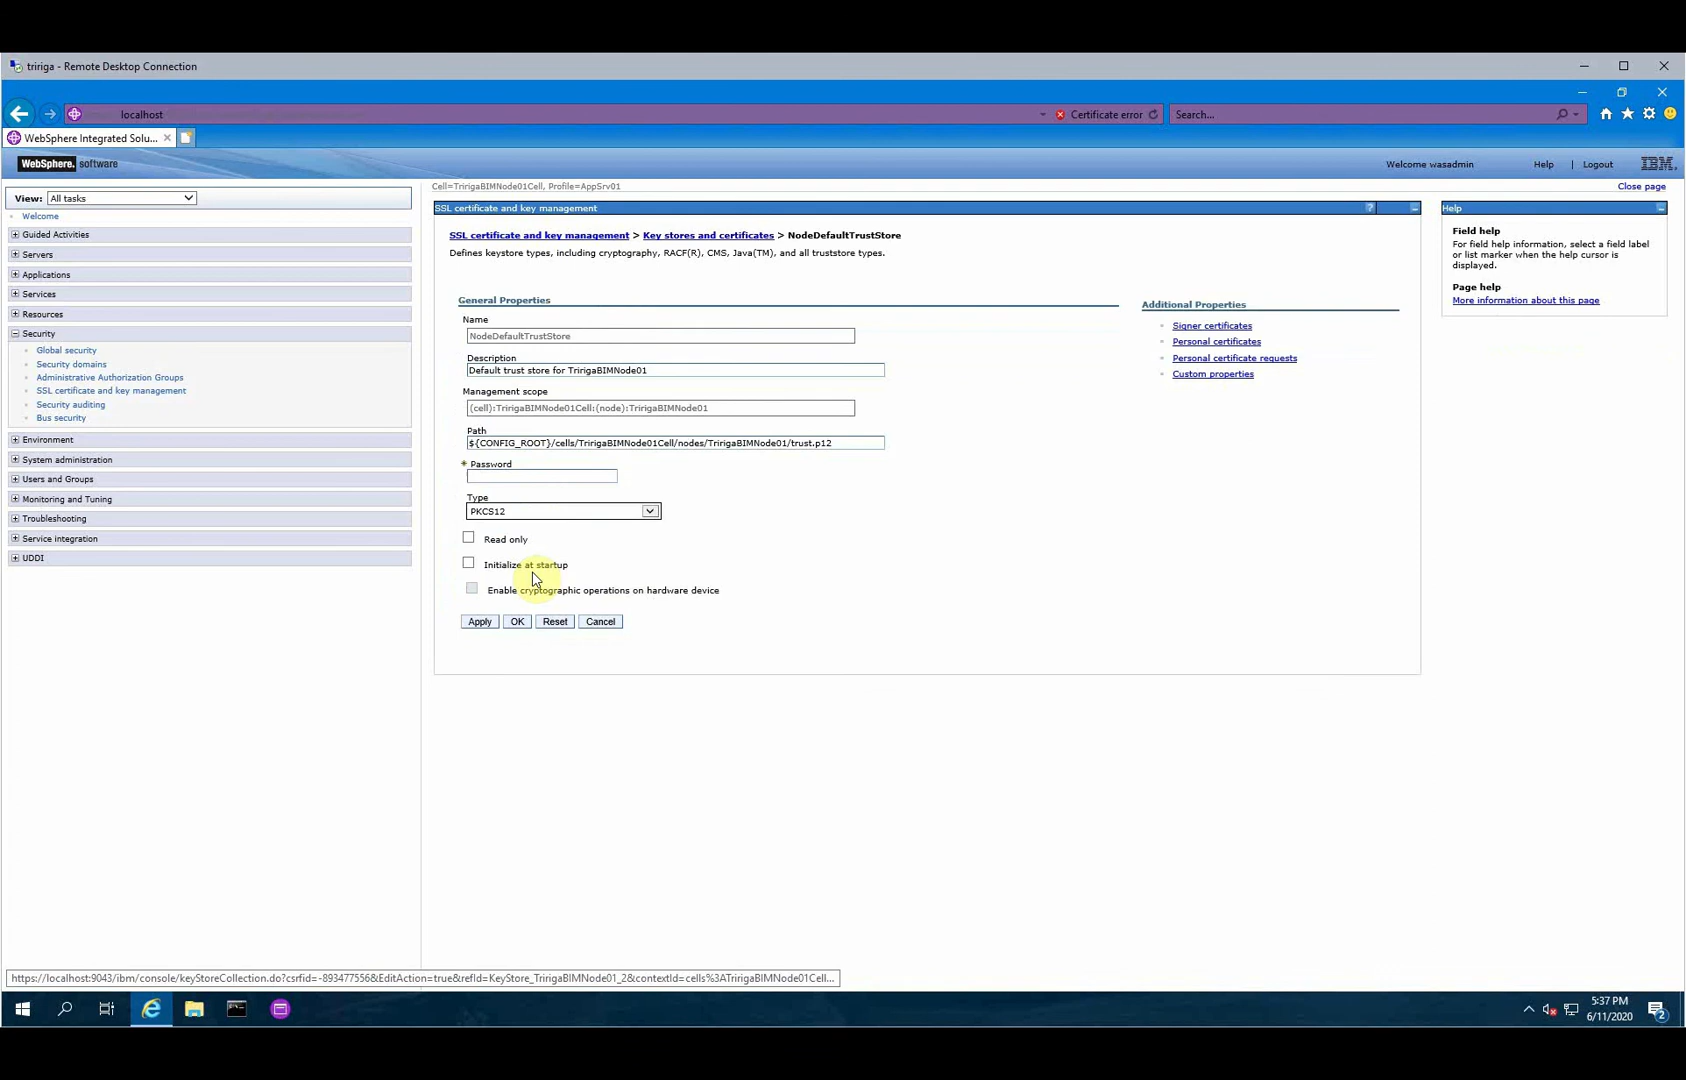 tririga - Remote Desktop Connection
localhost
Certificate error
Search...
WebSphere Integrated Solu...
WebSphere. software
Welcome wasadmin
Help | Logout
IBM.
View: All tasks
Cell=TririgaBIMNode01Cell, Profile=AppSrv01
Close page
Welcome
Guided Activities
Servers
Applications
Services
Resources
Security
Global security
Security domains
Administrative Authorization Groups
SSL certificate and key management
Security auditing
Bus security
Environment
System administration
Users and Groups
Monitoring and Tuning
Troubleshooting
Service integration
UDDI
SSL certificate and key management
?
SSL certificate and key management > Key stores and certificates > NodeDefaultTrustStore
Defines keystore types, including cryptography, RACF(R), CMS, Java(TM), and all truststore types.
General Properties
Name
NodeDefaultTrustStore
Description
Default trust store for TririgaBIMNode01
Management scope
(cell):TririgaBIMNode01Cell:(node):TririgaBIMNode01
Path
${CONFIG_ROOT}/cells/TririgaBIMNode01Cell/nodes/TririgaBIMNode01/trust.p12
* Password
Type
PKCS12
Read only
Initialize at startup
Enable cryptographic operations on hardware device
Apply
OK
Reset
Cancel
Additional Properties
Signer certificates
Personal certificates
Personal certificate requests
Custom properties
Help
Field help
For field help information, select a field label
or list marker when the help cursor is
displayed.
Page help
More information about this page
https://localhost:9043/ibm/console/keyStoreCollection.do?csrfid=-893477556&EditAction=true&refId=KeyStore_TririgaBIMNode01_2&contextId=cells%3ATririgaBIMNode01Cell...
5:37 PM
6/11/2020
2